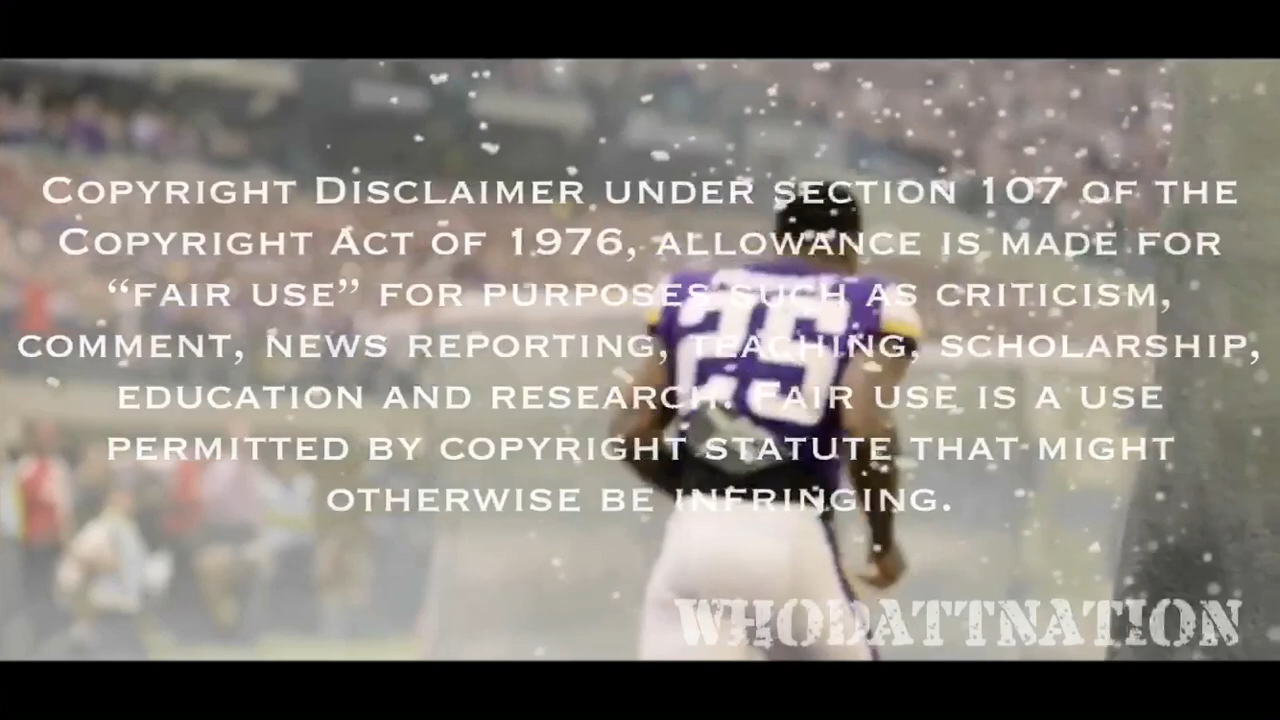 Copyright Disclaimer under section 107 of the
Copyright Act of 1976, allowance is made for
“fair use” for purposes such as criticism,
comment, news reporting, teaching, scholarship,
education and research. Fair use is a use
permitted by copyright statute that might
otherwise be infringing.
25
WHODATTNATION